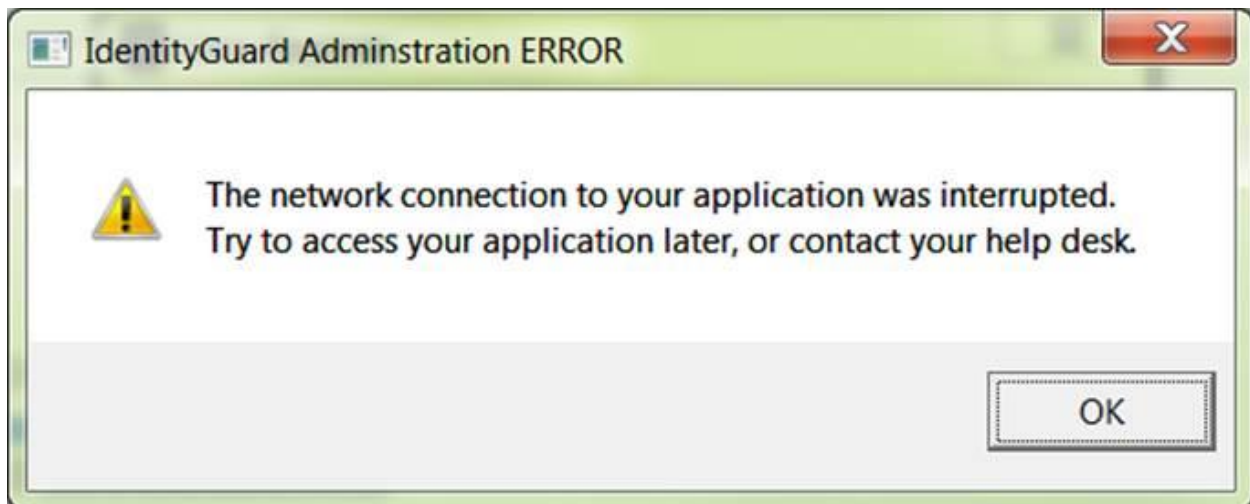 IdentityGuard Adminstration ERROR
The network connection to your application was interrupted.
Try to access your application later, or contact your help desk.
OK